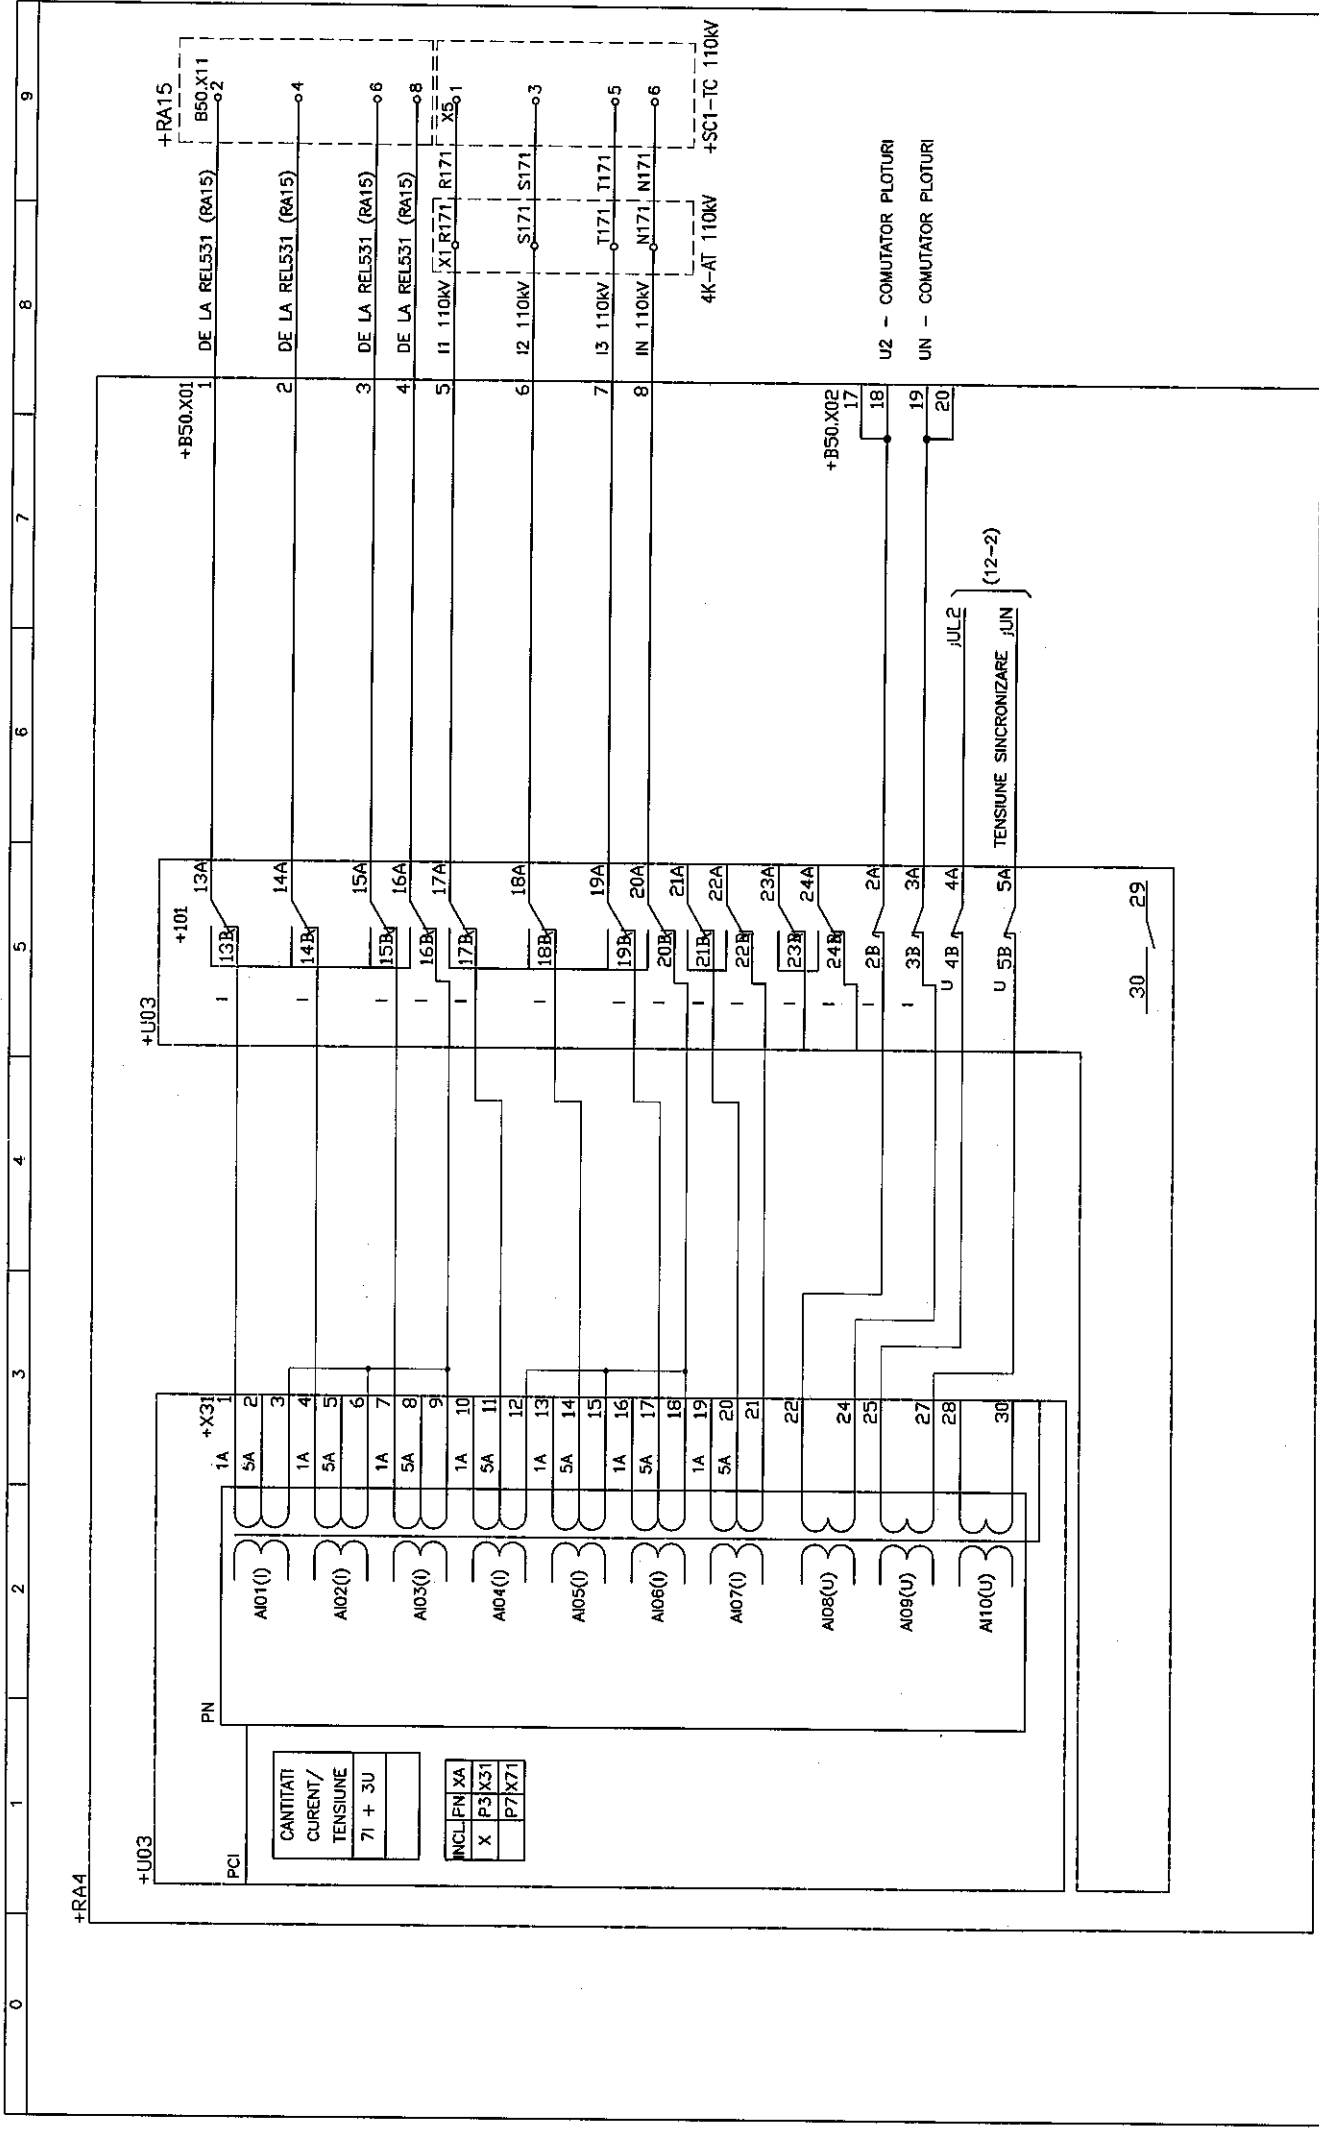 0 1 2 3 4 5 6 7 8 9
+RA4
+U03
PCI
PN
CANTITATI
CURENT/
TENSIUNE
7I + 3U
INCL. PN XA
X P3 X31
P7 X71
AI01(I)
AI02(I)
AI03(I)
AI04(I)
AI05(I)
AI06(I)
AI07(I)
AI08(U)
AI09(U)
AI10(U)
+X31
1A 1
5A 2
3
1A 4
5A 5
6
1A 7
5A 8
9
1A 10
5A 11
12
1A 13
5A 14
15
1A 16
5A 17
18
1A 19
5A 20
21
22
24
25
27
28
30
+U03
+101
I 13B 13A
I 14B 14A
I 15B 15A
I 16B 16A
I 17B 17A
I 18B 18A
I 19B 19A
I 20B 20A
I 21B 21A
I 22B 22A
I 23B 23A
I 24B 24A
I 2B 2A
I 3B 3A
U 4B 4A
U 5B 5A
30 29
;UL2
TENSIUNE SINCRONIZARE ;UN
(12-2)
+B50.X01
1 DE LA REL531 (RA15)
2 DE LA REL531 (RA15)
3 DE LA REL531 (RA15)
4 DE LA REL531 (RA15)
5 I1 110kV X1 R171 R171
6 I2 110kV S171 S171
7 I3 110kV T171 T171
8 IN 110kV N171 N171
4K-AT 110kV
+RA15
B50.X11
2
4
6
8
X5 1
3
5
6
+SC1-TC 110kV
+B50.X02
17
18 U2 - COMUTATOR PLOTURI
19 UN - COMUTATOR PLOTURI
20